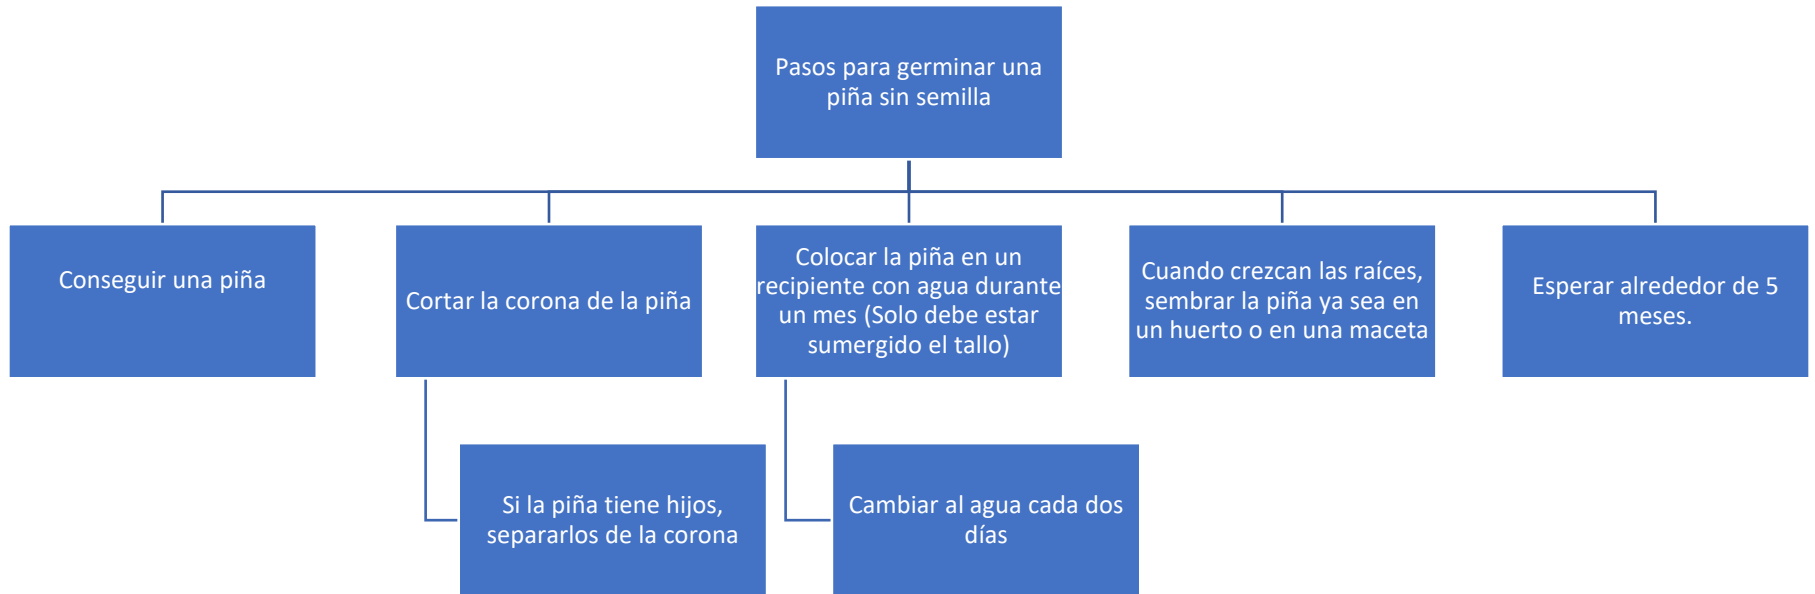 Pasos para germinar una
piña sin semilla
Conseguir una piña
Cortar la corona de la piña
Colocar la piña en un
recipiente con agua durante
un mes (Solo debe estar
sumergido el tallo)
Cuando crezcan las raíces,
sembrar la piña ya sea en
un huerto o en una maceta
Esperar alrededor de 5
meses.
Si la piña tiene hijos,
separarlos de la corona
Cambiar al agua cada dos
días